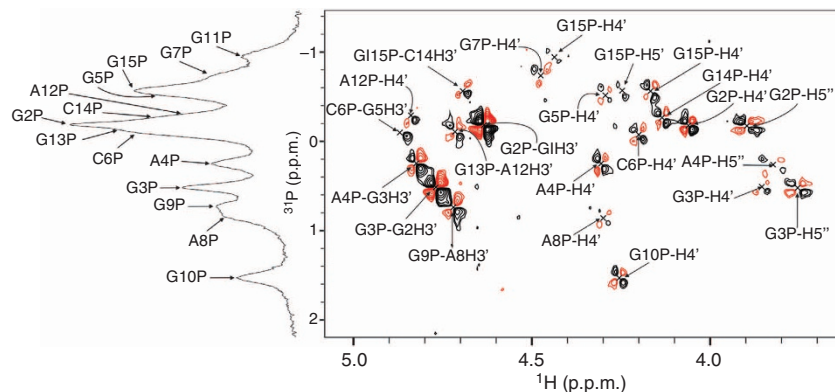 G11P
G7P
G15P
G5P
A12P
C14P
G2P
G13P
C6P
A4P
G3P
G9P
A8P
G10P
−1
0
1
2
³¹P (p.p.m.)
G15P-H4′
G7P-H4′
GI15P-C14H3′
G15P-H5′
G15P-H4′
A12P-H4′
G14P-H4′
C6P-G5H3′
G5P-H4′
G2P-H4′
G2P-H5″
G2P-GIH3′
G13P-A12H3′
C6P-H4′
A4P-H5″
A4P-G3H3′
A4P-H4′
G3P-H4′
G3P-G2H3′
G3P-H5″
G9P-A8H3′
A8P-H4′
G10P-H4′
5.0
4.5
4.0
¹H (p.p.m.)